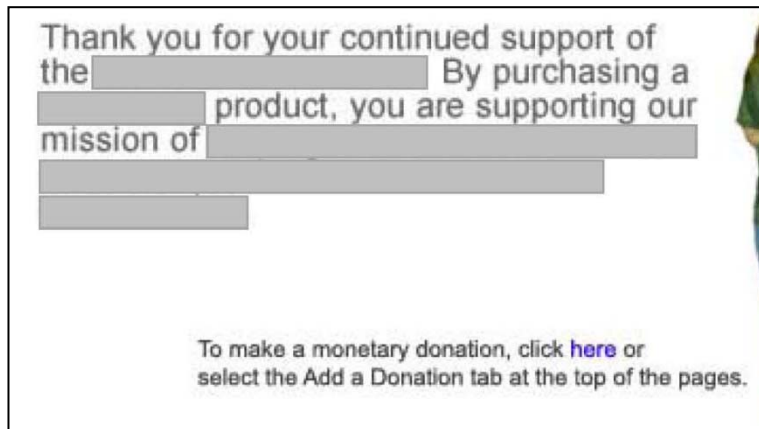 Thank you for your continued support of
the By purchasing a
product, you are supporting our
mission of
To make a monetary donation, click here or
select the Add a Donation tab at the top of the pages.